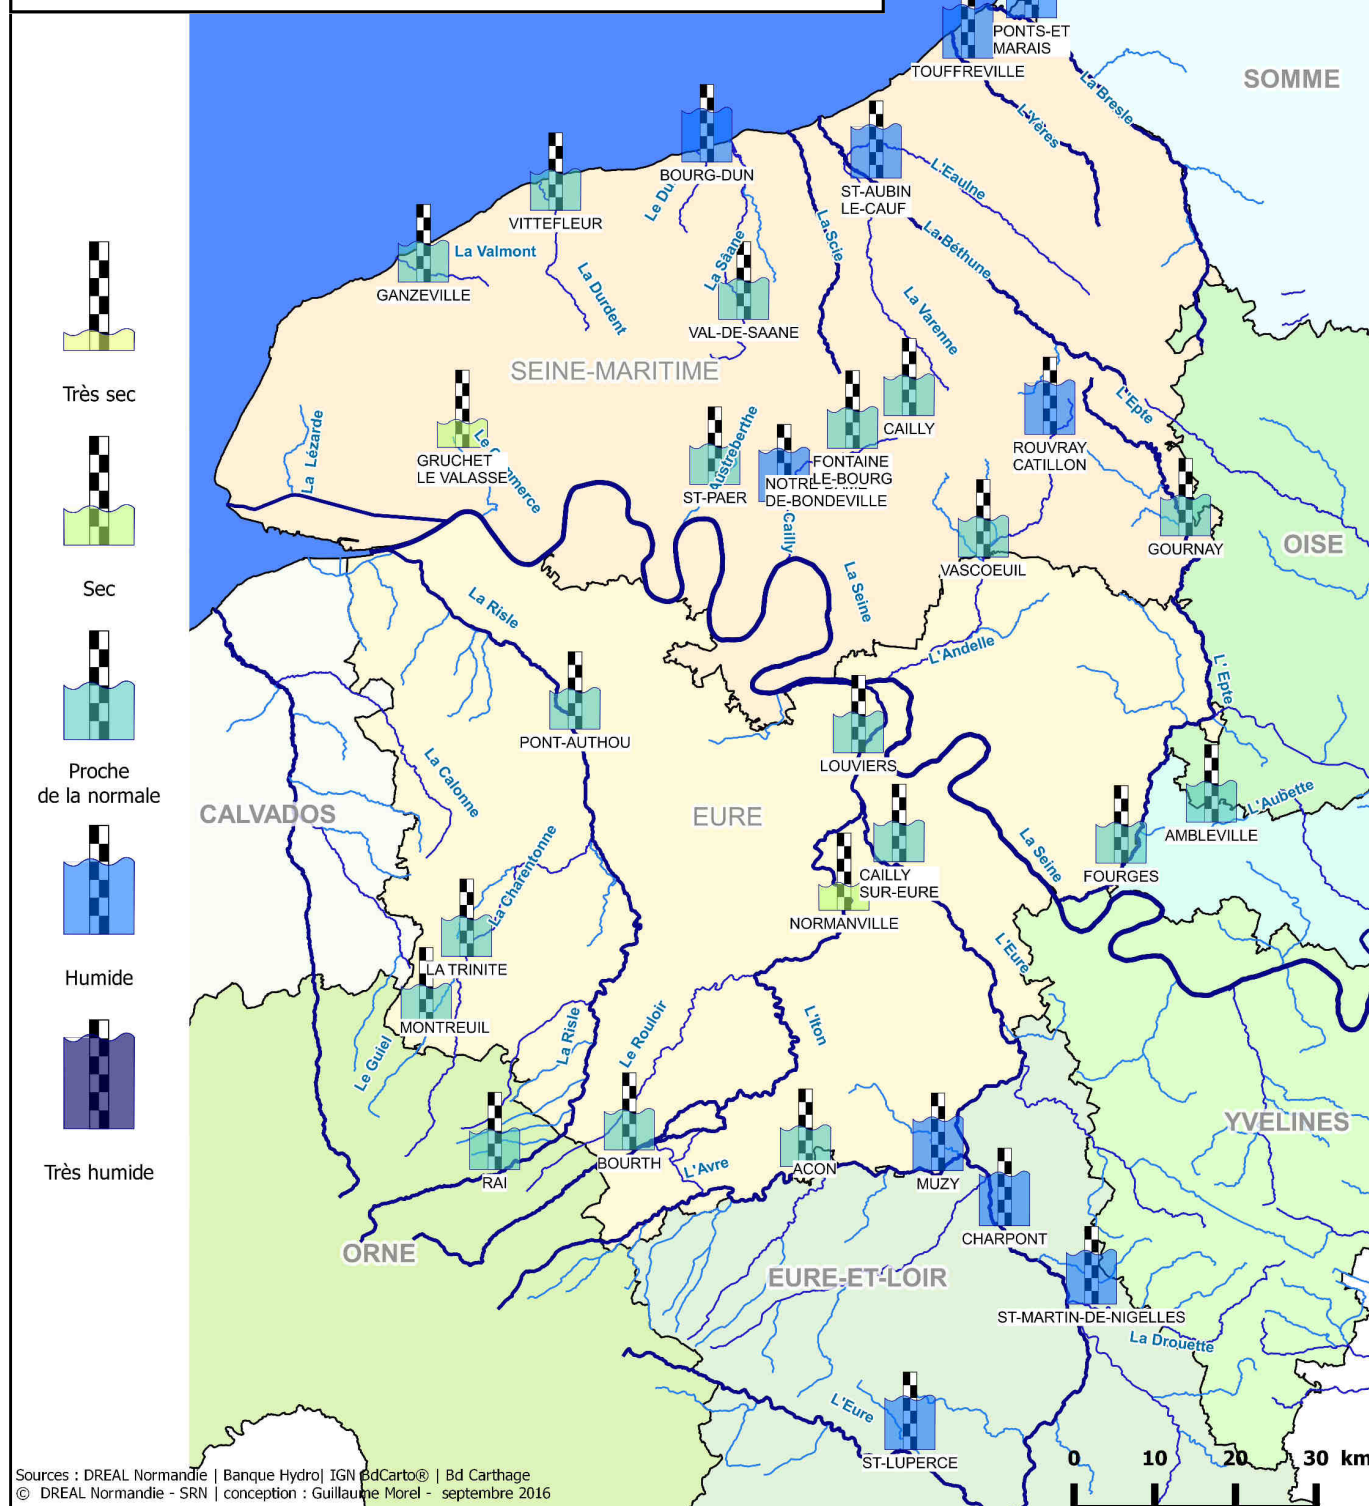 PONTS-ET
MARAIS
TOUFFREVILLE
SOMME
La Bresle
L'Yères
BOURG-DUN
ST-AUBIN
LE-CAUF
L'Eaulne
VITTEFLEUR
Le Du
La Scie
La Béthune
La Valmont
La Sâane
GANZEVILLE
La Durdent
VAL-DE-SAANE
La Varenne
SEINE-MARITIME
Très sec
L'Epte
CAILLY
La Lézarde
GRUCHET
LE VALASSE
Le Commerce
Austreberthe
FONTAINE
LE-BOURG
ROUVRAY
CATILLON
ST-PAER
NOTRE-DAME
DE-BONDEVILLE
Cailly
GOURNAY
OISE
VASCOEUIL
Sec
La Risle
La Seine
L'Andelle
L'Epte
PONT-AUTHOU
LOUVIERS
Proche
de la normale
La Calonne
CALVADOS
EURE
L'Aubette
AMBLEVILLE
La Seine
FOURGES
CAILLY
SUR-EURE
La Charentonne
NORMANVILLE
L'Eure
LA TRINITE
Humide
MONTREUIL
La Risle
Le Rouloir
L'Iton
Le Guiel
YVELINES
BOURTH
L'Avre
ACON
MUZY
RAI
Très humide
CHARPONT
ORNE
EURE-ET-LOIR
ST-MARTIN-DE-NIGELLES
La Drouette
L'Eure
ST-LUPERCE
0 10 20 30 km
Sources : DREAL Normandie | Banque Hydro| IGN BdCarto® | Bd Carthage
© DREAL Normandie - SRN | conception : Guillaume Morel - septembre 2016